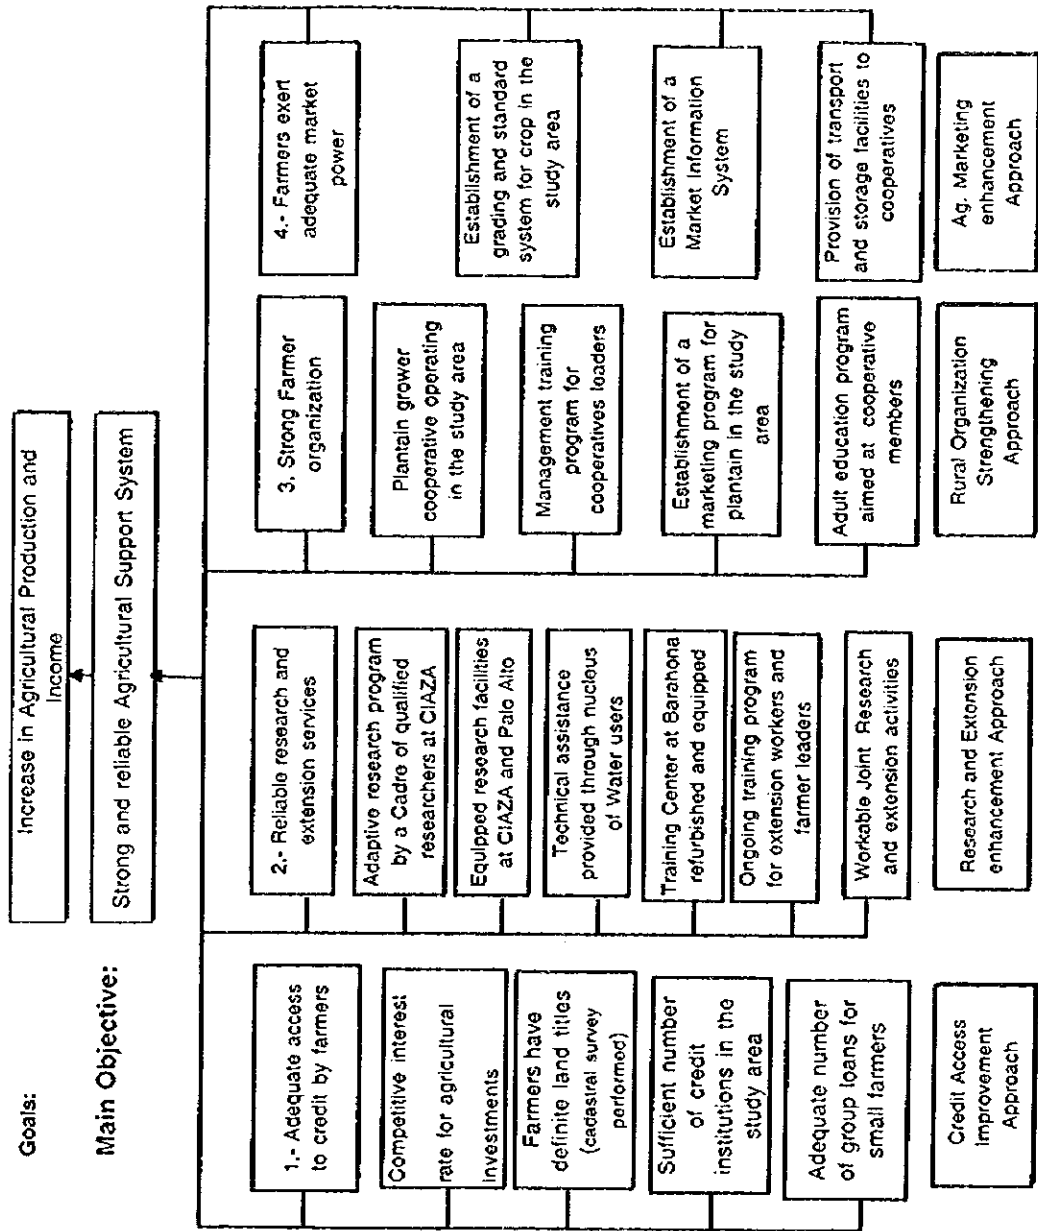 Goals:
Increase in Agricultural Production and
Income
Main Objective:
Strong and reliable Agricultural Support System
1.- Adequate access
to credit by farmers
Competitive interest
rate for agricultural
investments
Farmers have
definite land titles
(cadastral survey
performed)
Sufficient number
of credit
institutions in the
study area
Adequate number
of group loans for
small farmers
Credit Access
Improvement
Approach
2.- Reliable research and
extension services
Adaptive research program
by a Cadre of qualified
researchers at CIAZA
Equipped research facilities
at CIAZA and Palo Alto
Technical assistance
provided through nucleus
of Water users
Training Center at Barahona
refurbished and equipped
Ongoing training program
for extension workers and
farmer leaders
Workable Joint Research
and extension activities
Research and Extension
enhancement Approach
3. Strong Farmer
organization
Plantain grower
cooperative operating
in the study area
Management training
program for
cooperatives leaders
Establishment of a
marketing program for
plantain in the study
area
Adult education program
aimed at cooperative
members
Rural Organization
Strengthening
Approach
4.- Farmers exert
adequate market
power
Establishment of a
grading and standard
system for crop in the
study area
Establishment of a
Market Information
System
Provision of transport
and storage facilities to
cooperatives
Ag. Marketing
enhancement
Approach